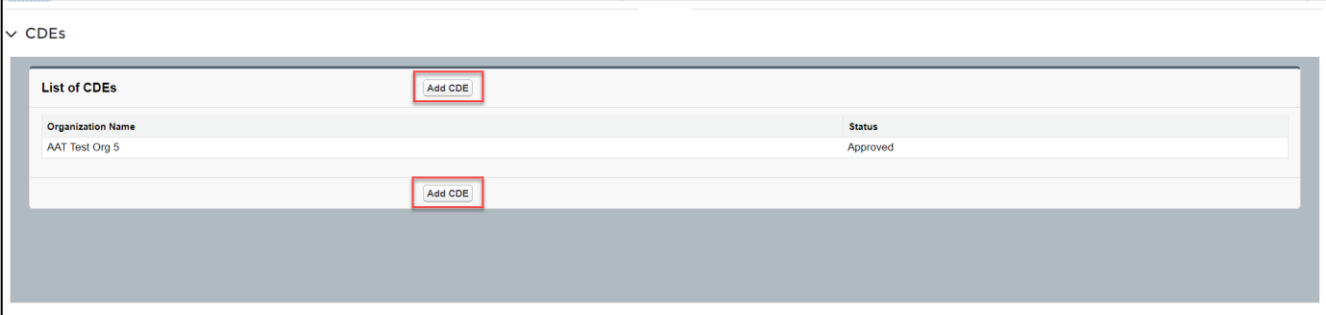 CDEs
List of CDEs Add CDE
Organization Name Status
AAT Test Org 5 Approved
Add CDE